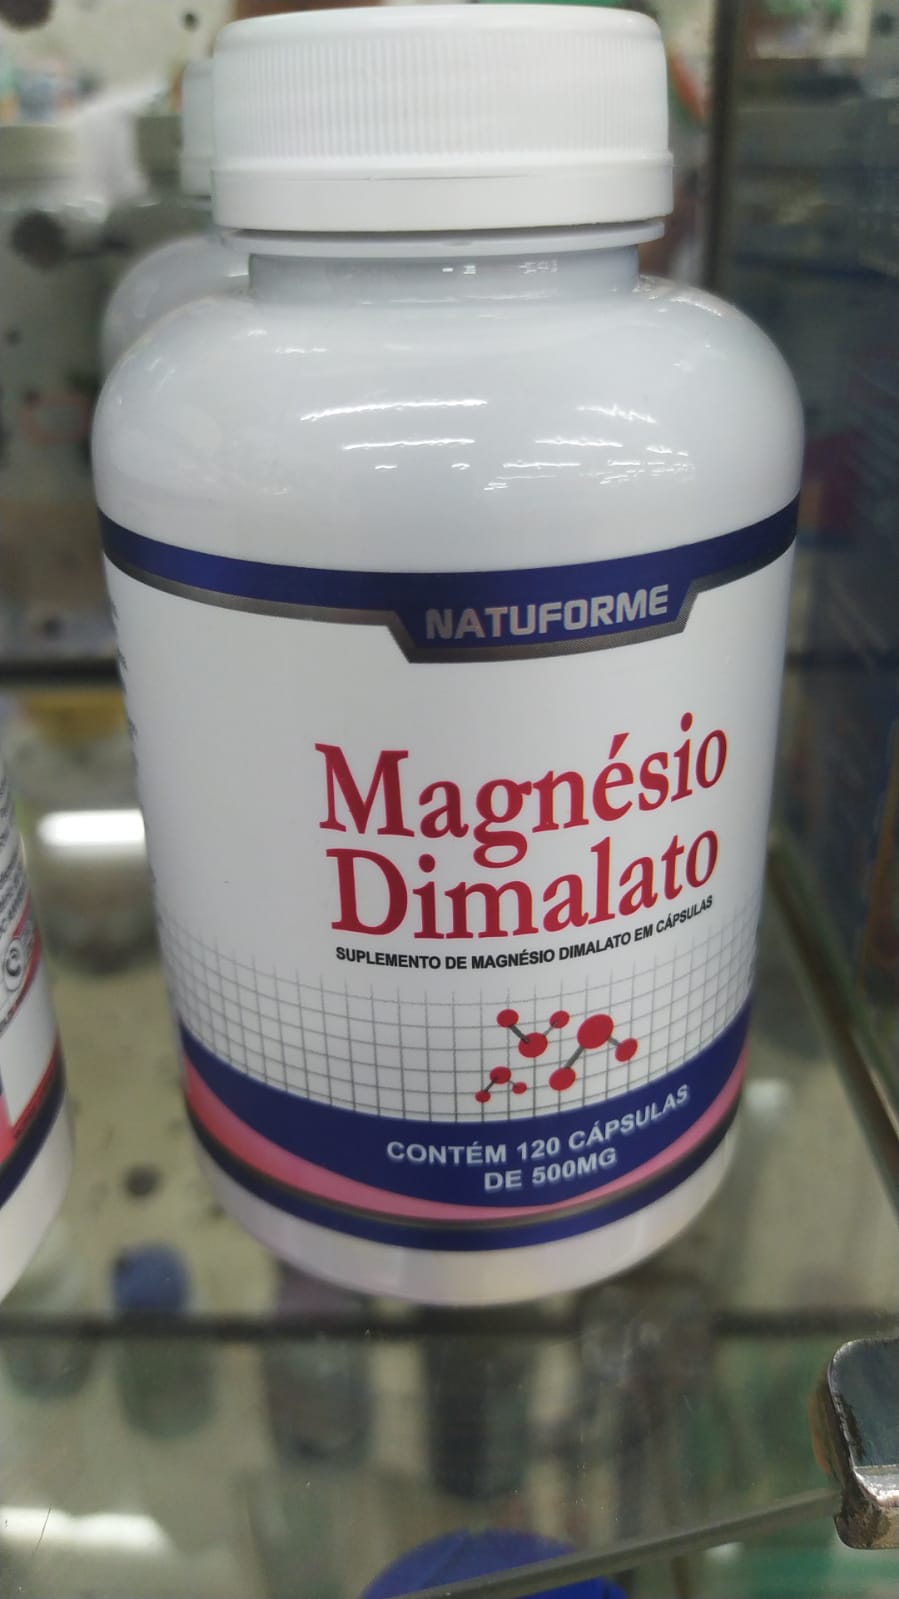 NATUFORME
Magnésio
Dimalato
SUPLEMENTO DE MAGNÉSIO DIMALATO EM CÁPSULAS
CONTÉM 120 CÁPSULAS
DE 500MG